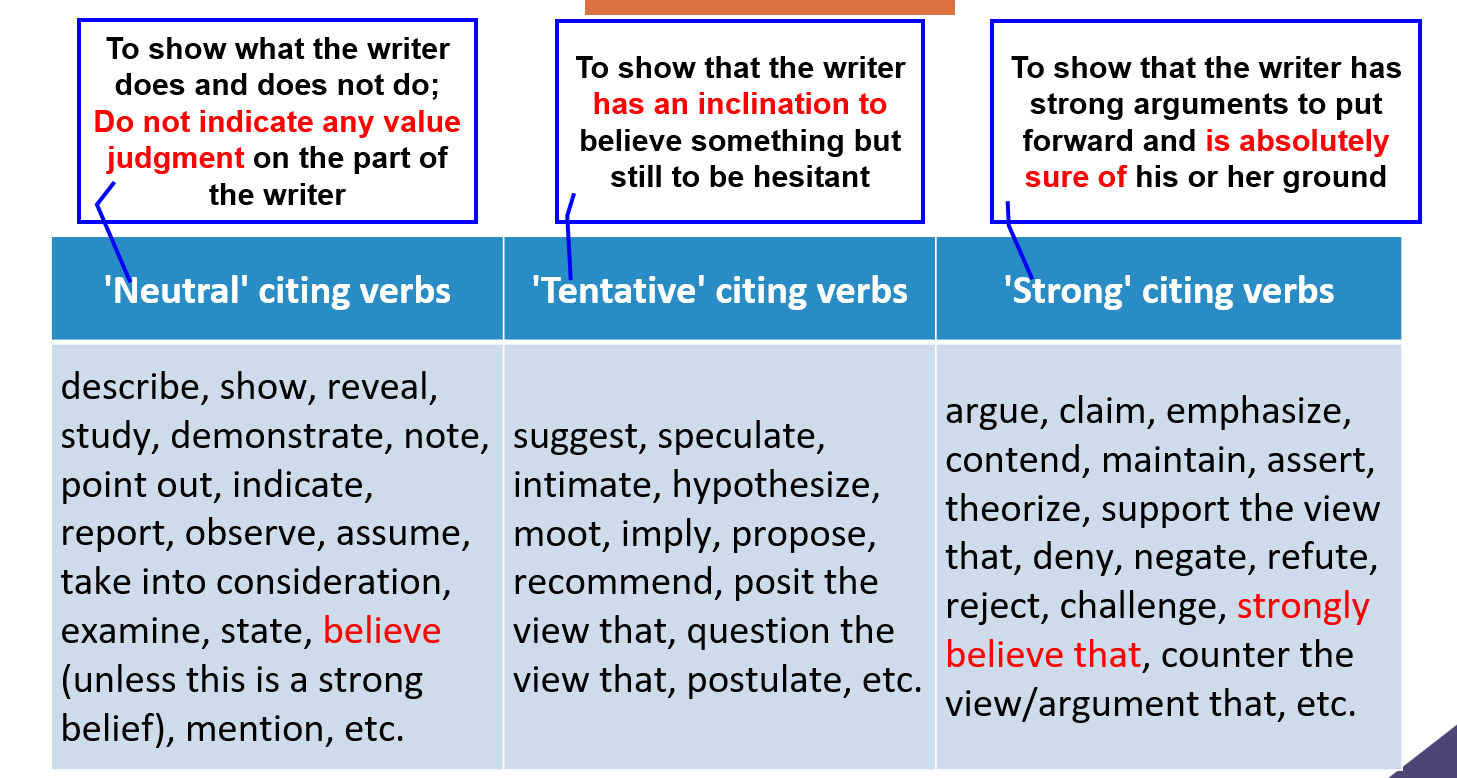 To show what the writer
does and does not do;
Do not indicate any value
judgment on the part of
the writer
To show that the writer
has an inclination to
believe something but
still to be hesitant
To show that the writer has
strong arguments to put
forward and is absolutely
sure of his or her ground
'Neutral' citing verbs
'Tentative' citing verbs
'Strong' citing verbs
describe, show, reveal,
study, demonstrate, note,
point out, indicate,
report, observe, assume,
take into consideration,
examine, state, believe
(unless this is a strong
belief), mention, etc.
suggest, speculate,
intimate, hypothesize,
moot, imply, propose,
recommend, posit the
view that, question the
view that, postulate, etc.
argue, claim, emphasize,
contend, maintain, assert,
theorize, support the view
that, deny, negate, refute,
reject, challenge, strongly
believe that, counter the
view/argument that, etc.